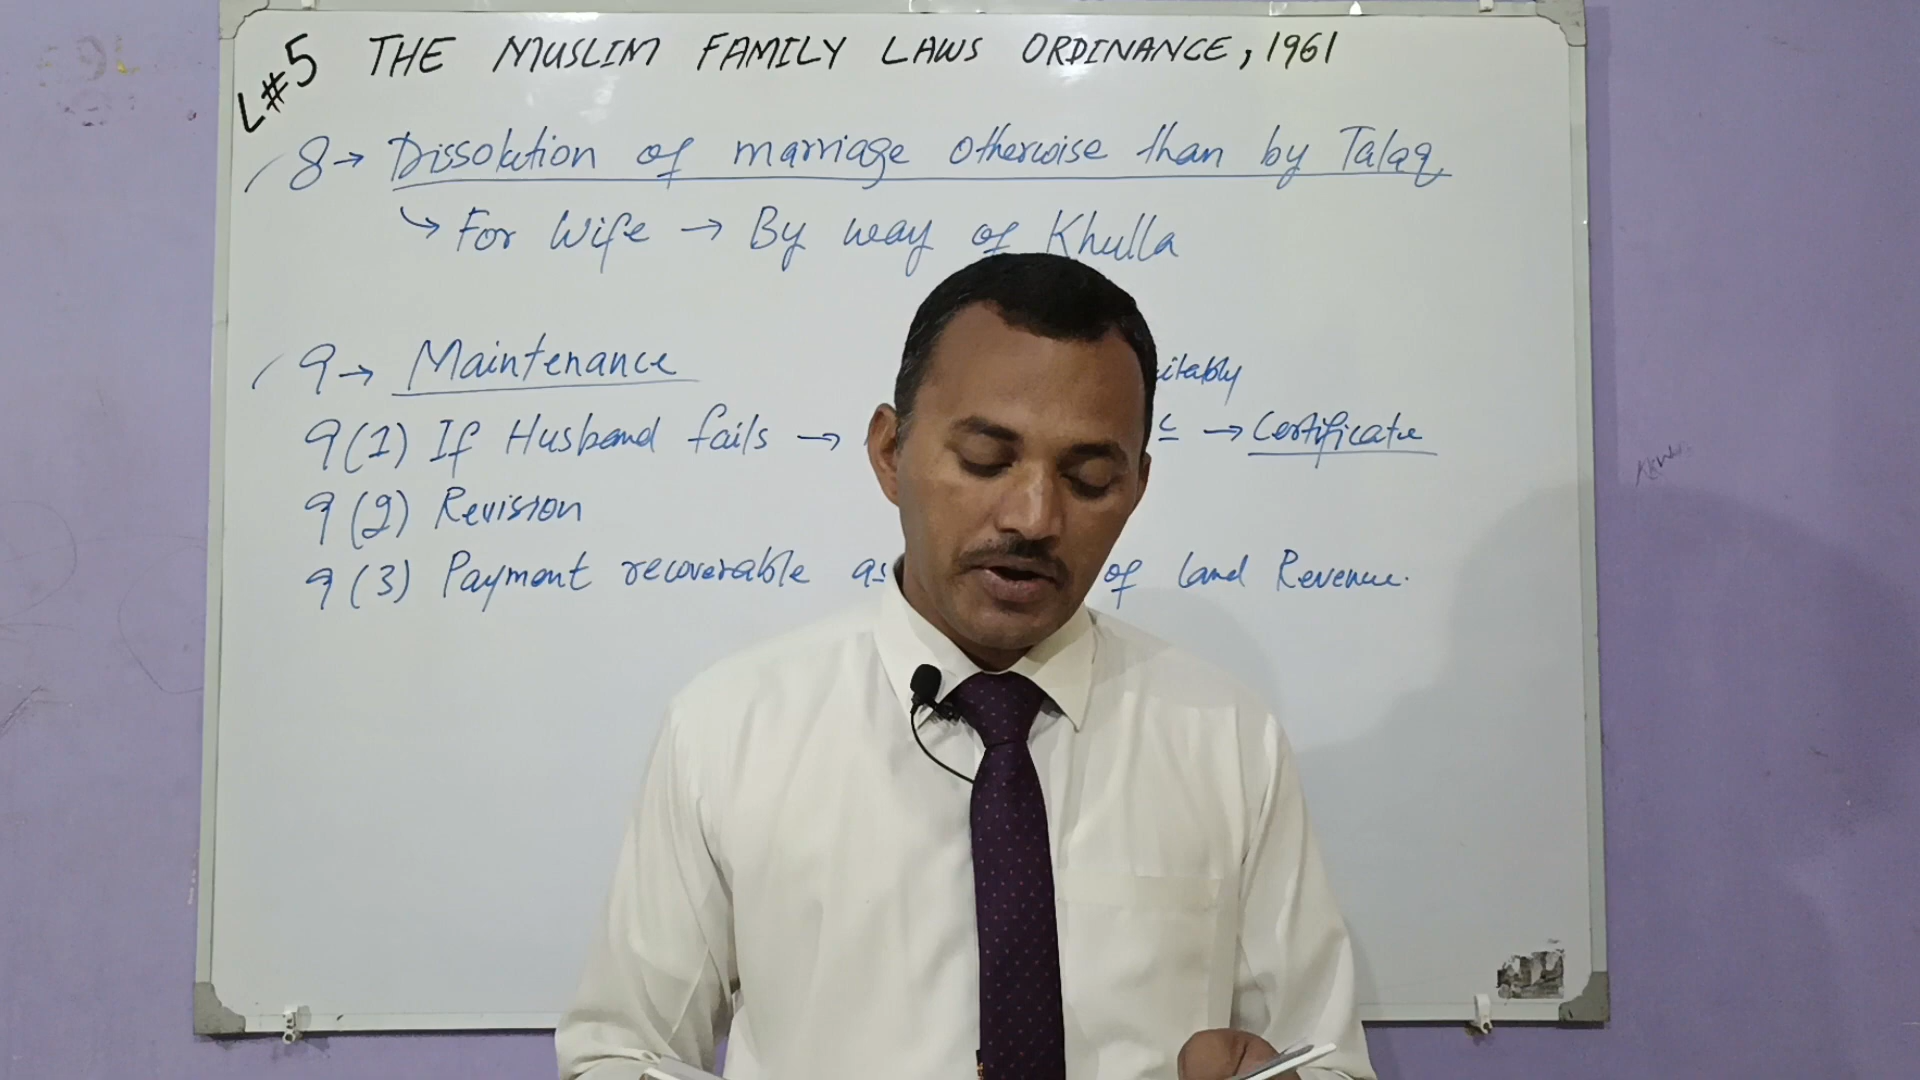 L#5 THE MUSLIM FAMILY LAWS ORDINANCE, 1961
8→ Dissolution of marriage otherwise than by Talaq
↳ For Wife → By way of Khulla
9→ Maintenance
9(1) If Husband fails → → Certificate
9(2) Revision
9(3) Payment recoverable as of land Revenue.